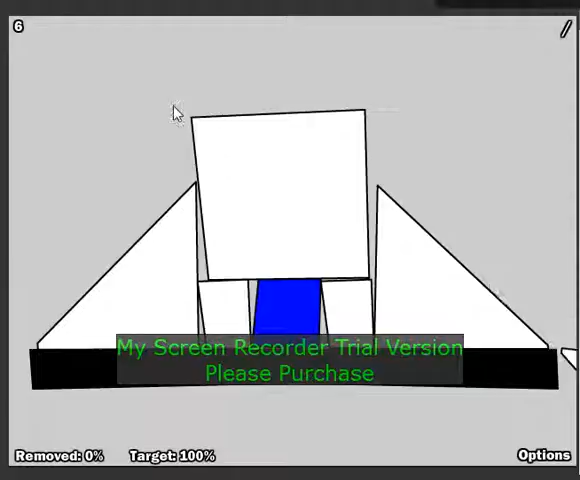 6
My Screen Recorder Trial Version
Please Purchase
Removed: 0% Target: 100% Options